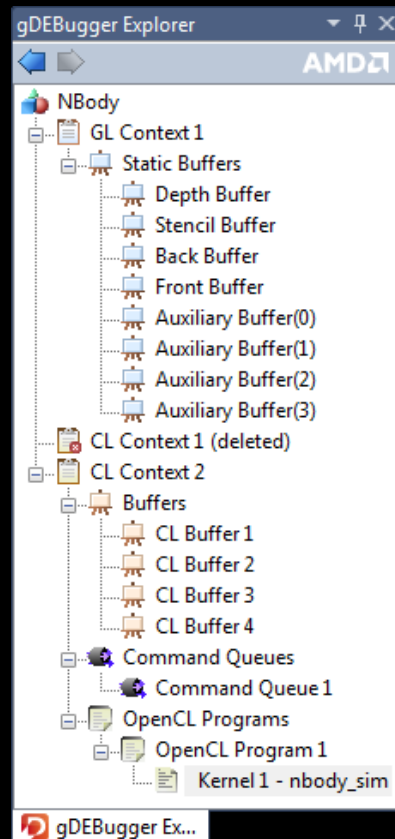 gDEBugger Explorer
AMD
NBody
GL Context 1
Static Buffers
Depth Buffer
Stencil Buffer
Back Buffer
Front Buffer
Auxiliary Buffer(0)
Auxiliary Buffer(1)
Auxiliary Buffer(2)
Auxiliary Buffer(3)
CL Context 1 (deleted)
CL Context 2
Buffers
CL Buffer 1
CL Buffer 2
CL Buffer 3
CL Buffer 4
Command Queues
Command Queue 1
OpenCL Programs
OpenCL Program 1
Kernel 1 - nbody_sim
gDEBugger Ex...